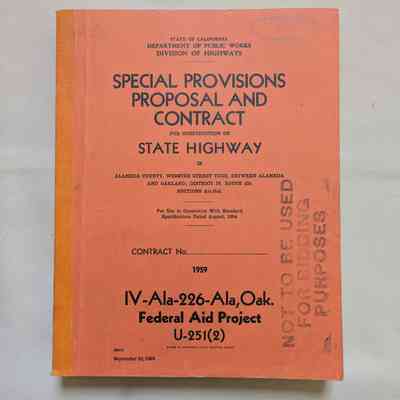 STATE OF CALIFORNIA
DEPARTMENT OF PUBLIC WORKS
DIVISION OF HIGHWAYS
SPECIAL PROVISIONS
PROPOSAL AND
CONTRACT
FOR CONSTRUCTION ON
STATE HIGHWAY
IN
ALAMEDA COUNTY, WEBSTER STREET TUBE, BETWEEN ALAMEDA
AND OAKLAND, DISTRICT IV, ROUTE 226,
SECTIONS Ala,Oak.
For Use in Connection With Standard
Specifications Dated August, 1954
CONTRACT No.
1959
IV-Ala-226-Ala,Oak.
Federal Aid Project
U-251(2)
September
NOT TO BE USED
FOR BIDDING
PURPOSES